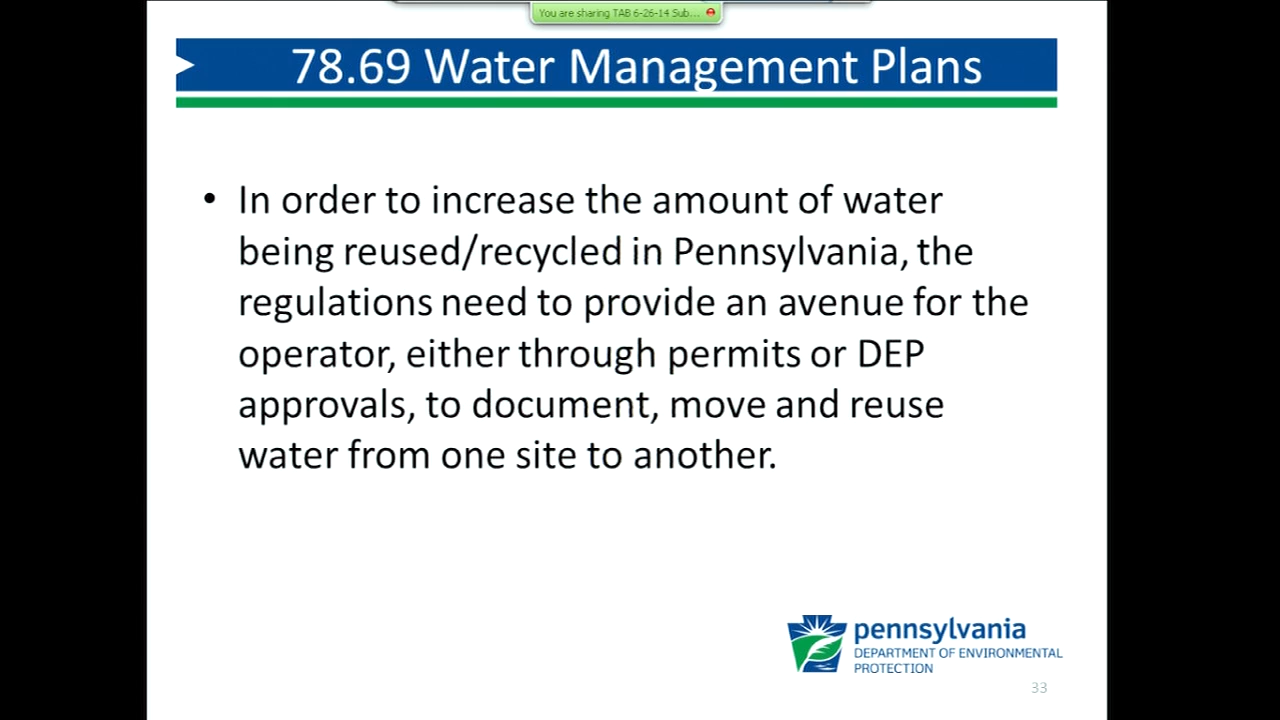 You are sharing TAB 6-26-14 Sub...
78.69 Water Management Plans
• In order to increase the amount of water
being reused/recycled in Pennsylvania, the
regulations need to provide an avenue for the
operator, either through permits or DEP
approvals, to document, move and reuse
water from one site to another.
pennsylvania
DEPARTMENT OF ENVIRONMENTAL
PROTECTION
33